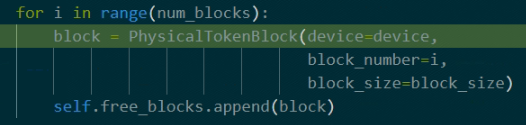 for i in range(num_blocks):
    block = PhysicalTokenBlock(device=device,
                               block_number=i,
                               block_size=block_size)
    self.free_blocks.append(block)